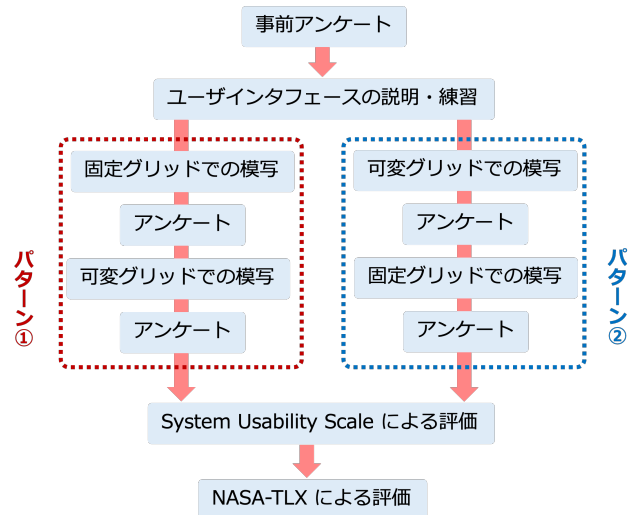 事前アンケート
ユーザインタフェースの説明・練習
パターン①
固定グリッドでの模写
アンケート
可変グリッドでの模写
アンケート
可変グリッドでの模写
アンケート
固定グリッドでの模写
アンケート
パターン②
System Usability Scale による評価
NASA-TLX による評価